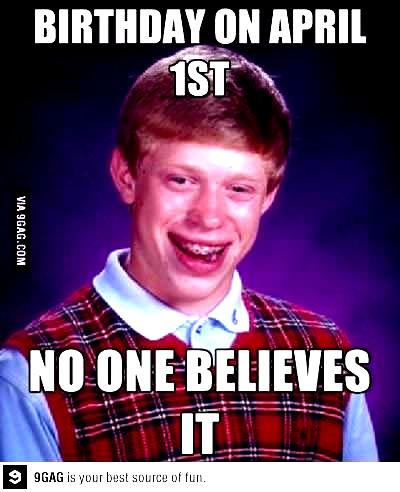 BIRTHDAY ON APRIL
1ST
VIA 9GAG.COM
NO ONE BELIEVES
IT
9GAG is your best source of fun.